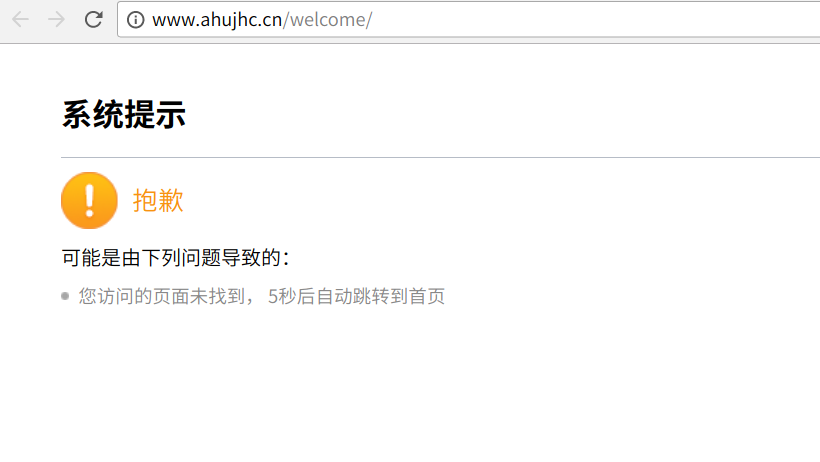 www.ahujhc.cn/welcome/
系统提示
抱歉
可能是由下列问题导致的：
您访问的页面未找到， 5秒后自动跳转到首页